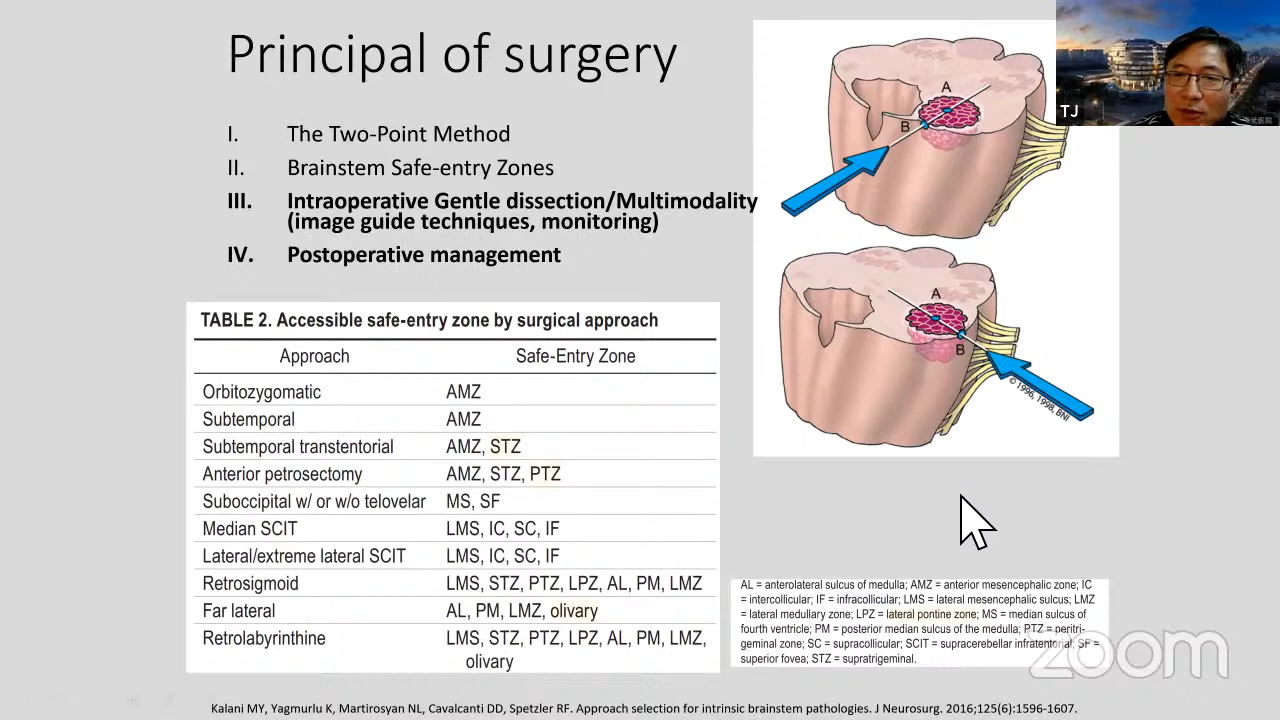 Principal of surgery
I. The Two-Point Method
II. Brainstem Safe-entry Zones
III. Intraoperative Gentle dissection/Multimodality
(image guide techniques, monitoring)
IV. Postoperative management
TABLE 2. Accessible safe-entry zone by surgical approach
Approach Safe-Entry Zone
Orbitozygomatic AMZ
Subtemporal AMZ
Subtemporal transtentorial AMZ, STZ
Anterior petrosectomy AMZ, STZ, PTZ
Suboccipital w/ or w/o telovelar MS, SF
Median SCIT LMS, IC, SC, IF
Lateral/extreme lateral SCIT LMS, IC, SC, IF
Retrosigmoid LMS, STZ, PTZ, LPZ, AL, PM, LMZ
Far lateral AL, PM, LMZ, olivary
Retrolabyrinthine LMS, STZ, PTZ, LPZ, AL, PM, LMZ,
olivary
A
B
A
B
© 1996, 1998, BNI
TJ
AL = anterolateral sulcus of medulla; AMZ = anterior mesencephalic zone; IC
= intercollicular; IF = infracollicular; LMS = lateral mesencephalic sulcus; LMZ
= lateral medullary zone; LPZ = lateral pontine zone; MS = median sulcus of
fourth ventricle; PM = posterior median sulcus of the medulla; PTZ = peritri-
geminal zone; SC = supracollicular; SCIT = supracerebellar infratentorial; SF =
superior fovea; STZ = supratrigeminal.
zoom
Kalani MY, Yagmurlu K, Martirosyan NL, Cavalcanti DD, Spetzler RF. Approach selection for intrinsic brainstem pathologies. J Neurosurg. 2016;125(6):1596-1607.